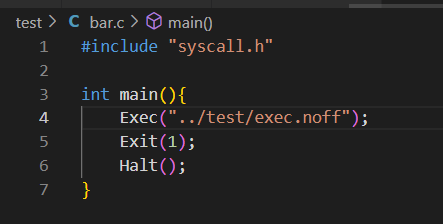 test > C bar.c > main()
1 #include "syscall.h"
2
3 int main(){
4     Exec("../test/exec.noff");
5     Exit(1);
6     Halt();
7 }